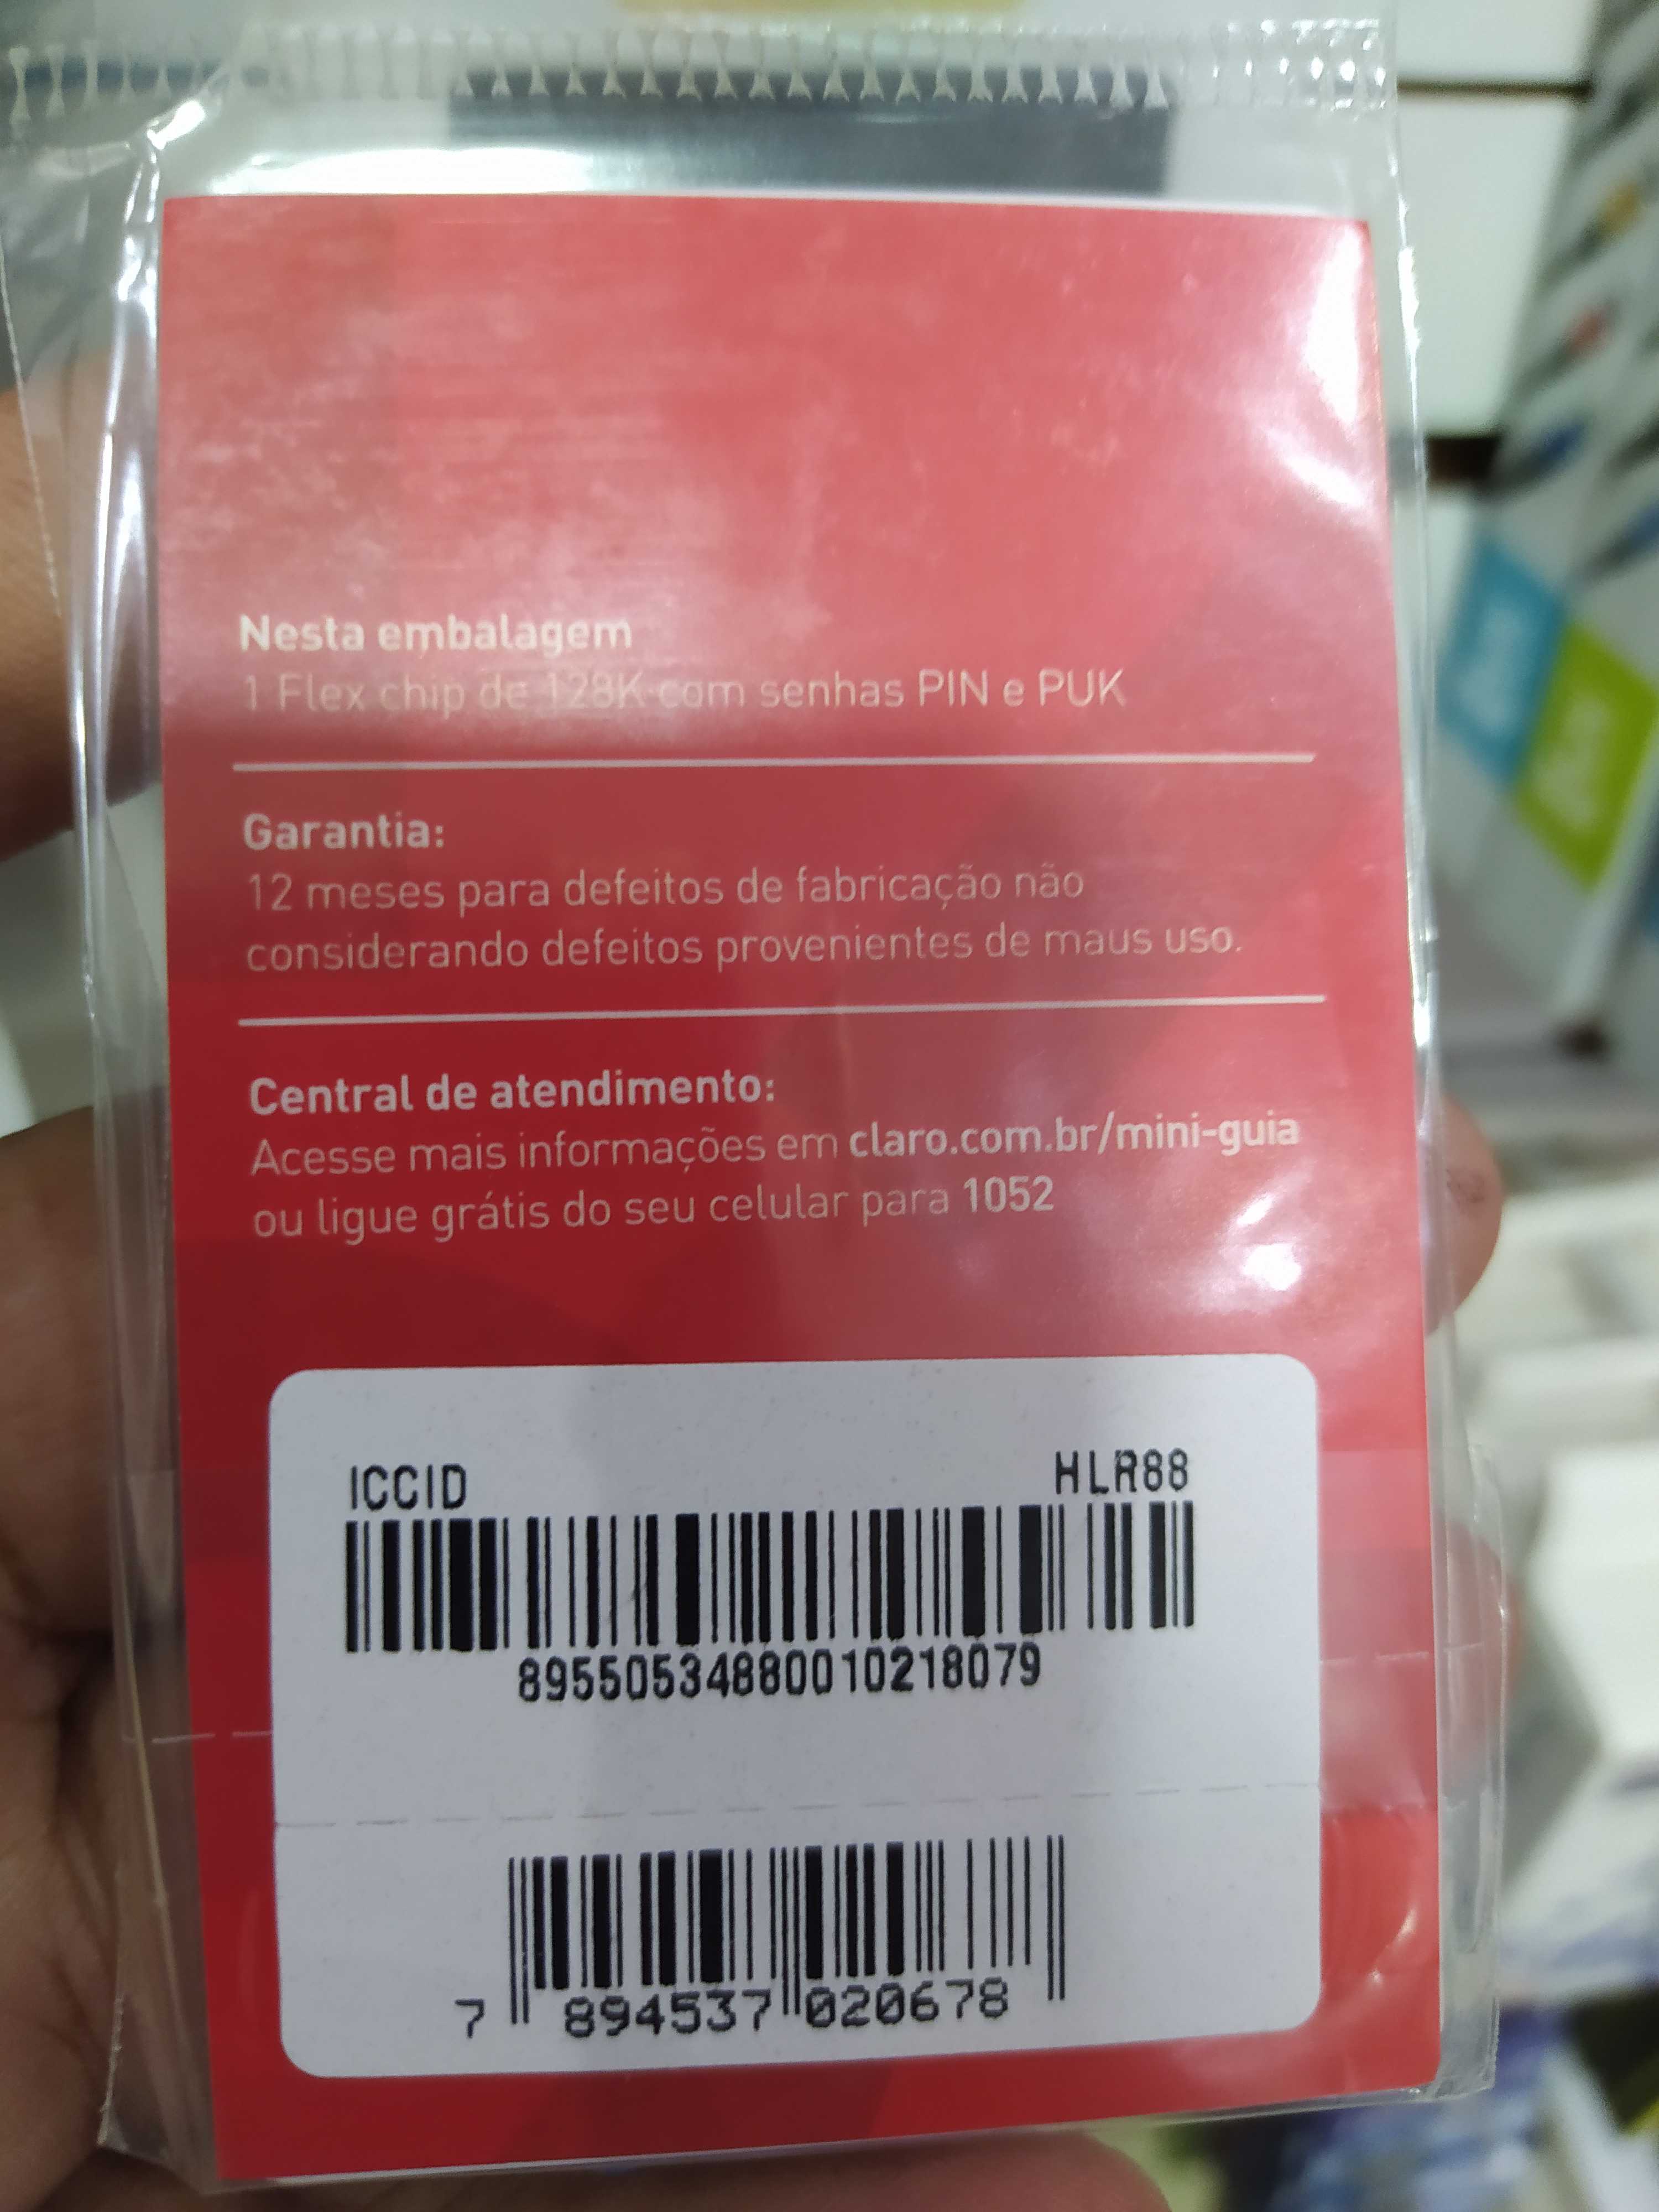 Nesta embalagem
1 Flex chip de 128K com senhas PIN e PUK
Garantia:
12 meses para defeitos de fabricação não
considerando defeitos provenientes de maus uso.
Central de atendimento:
Acesse mais informações em claro.com.br/mini-guia
ou ligue grátis do seu celular para 1052
ICCID HLR88
89550534880010218079
7 894537 020678